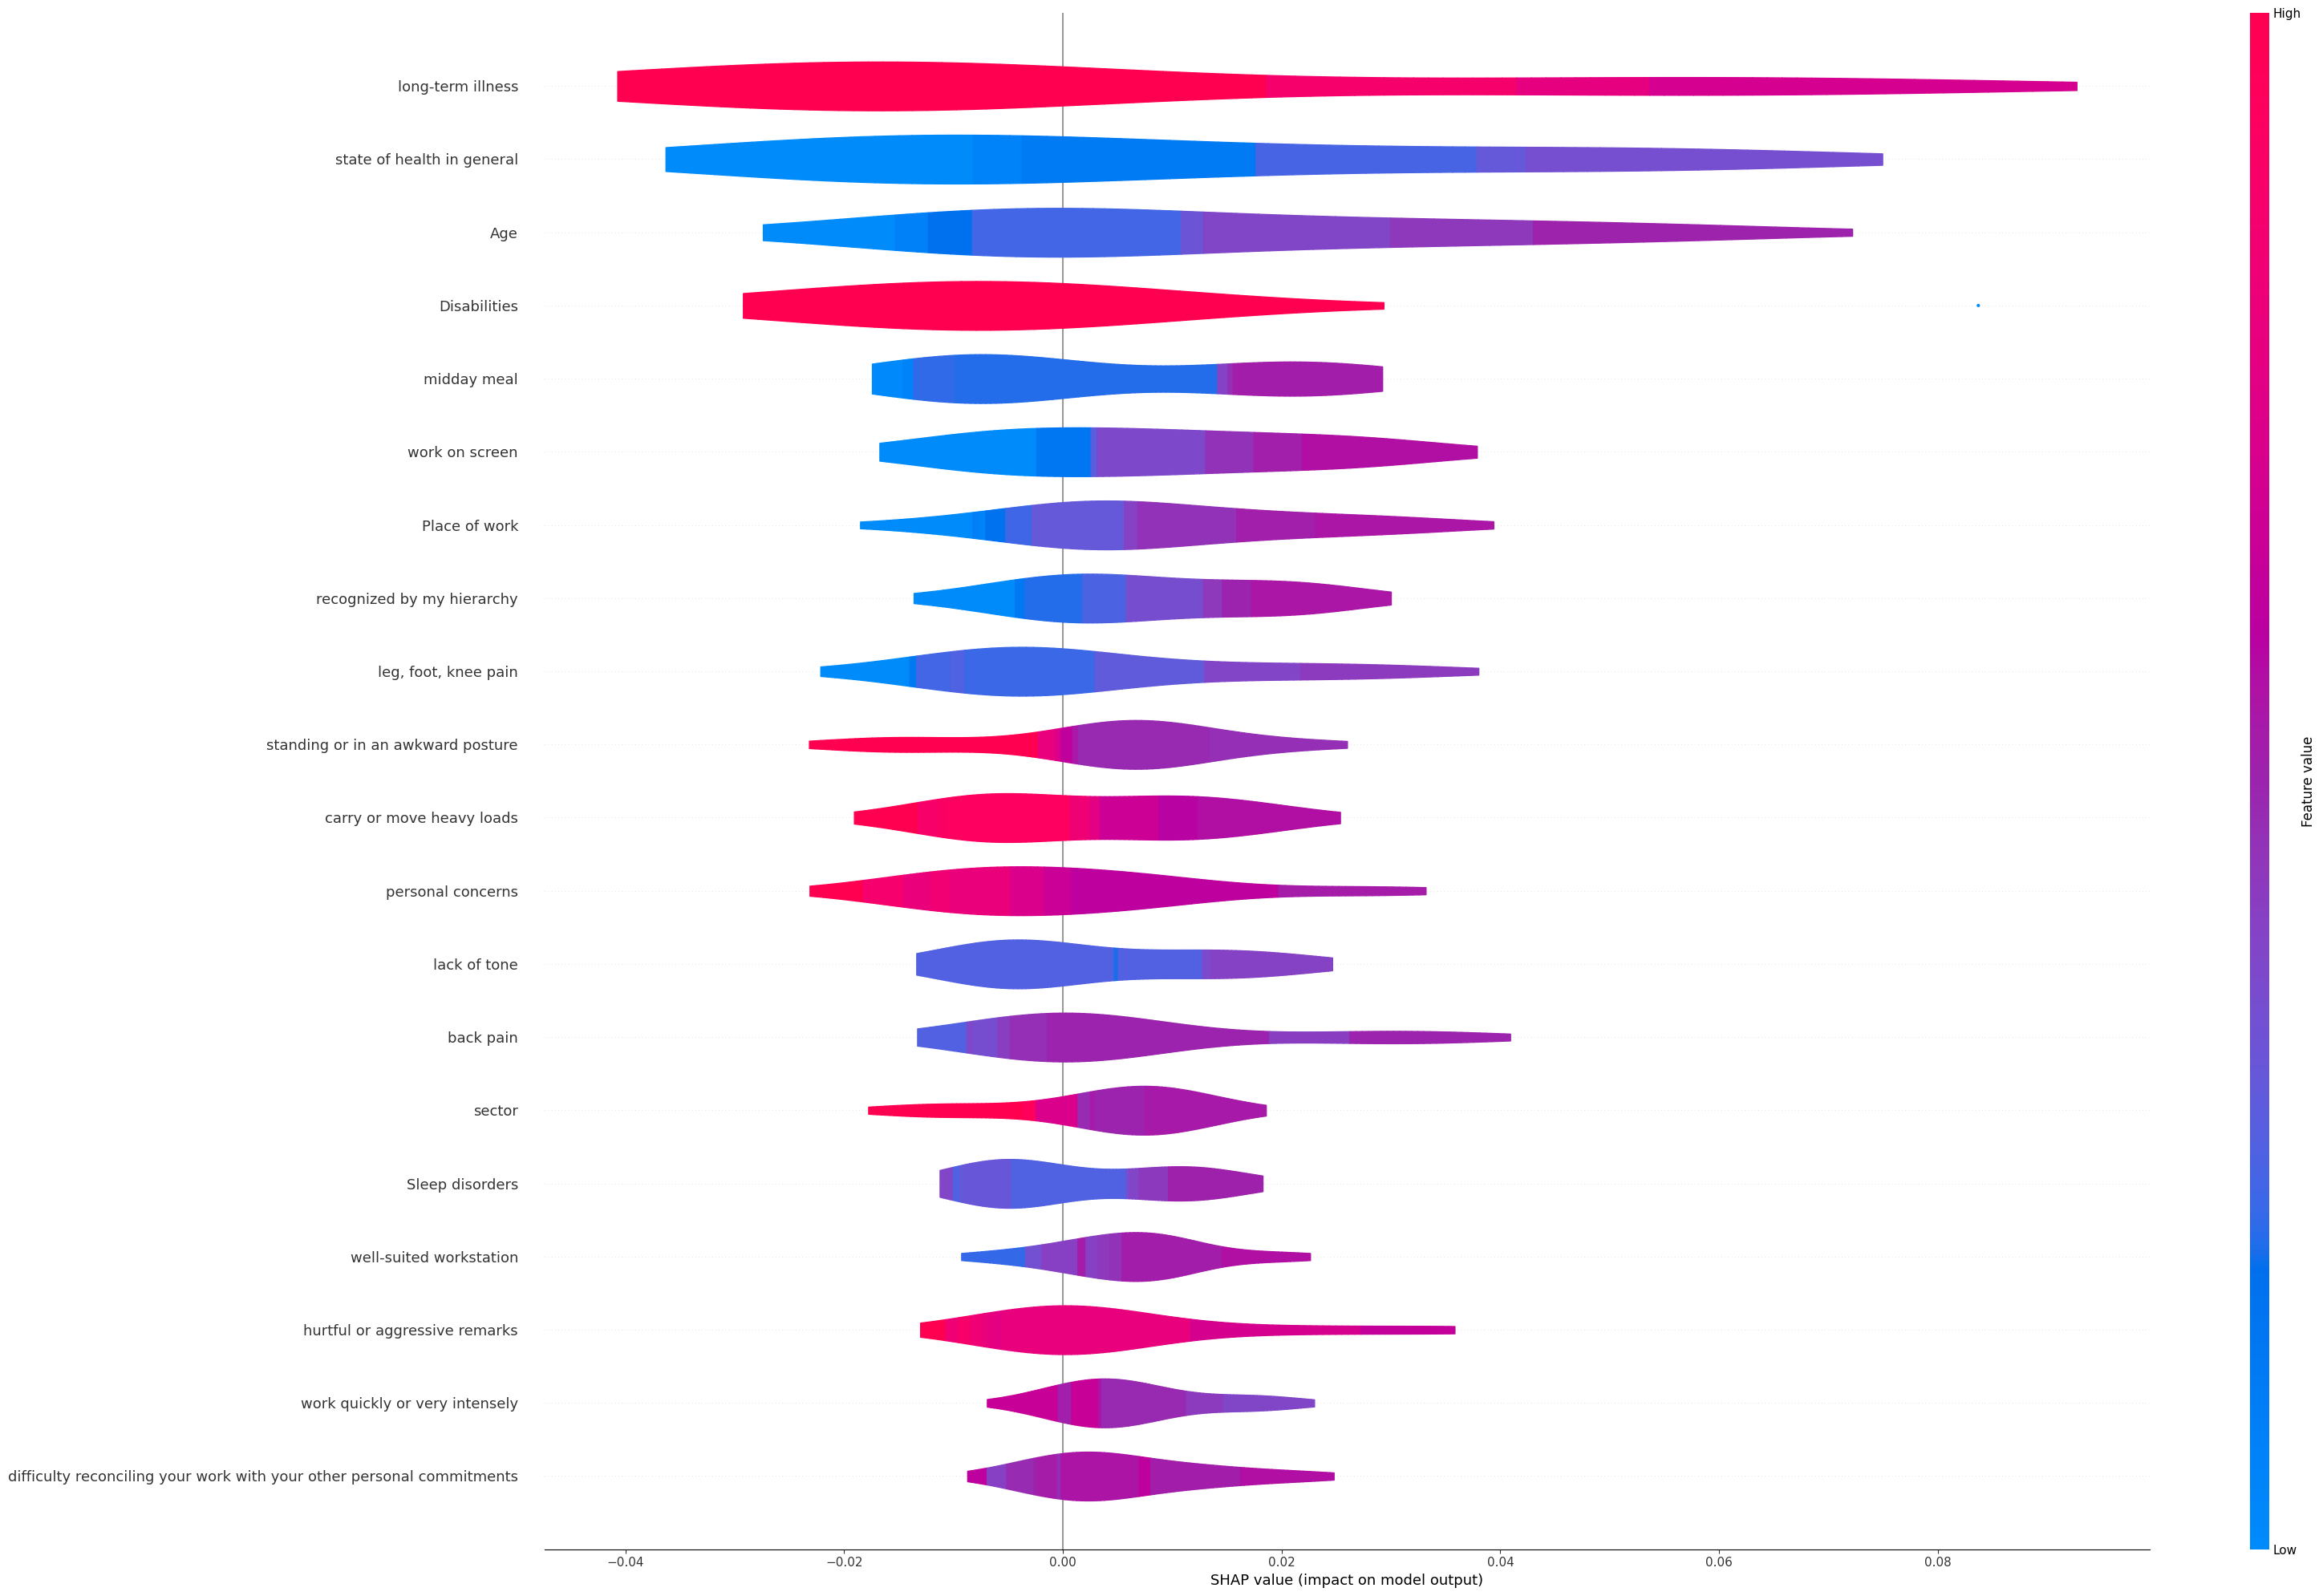 High
long-term illness
state of health in general
Age
Disabilities
midday meal
work on screen
Place of work
recognized by my hierarchy
leg, foot, knee pain
standing or in an awkward posture
carry or move heavy loads
personal concerns
lack of tone
back pain
sector
Sleep disorders
well-suited workstation
hurtful or aggressive remarks
work quickly or very intensely
difficulty reconciling your work with your other personal commitments
Feature value
Low
−0.04 −0.02 0.00 0.02 0.04 0.06 0.08
SHAP value (impact on model output)